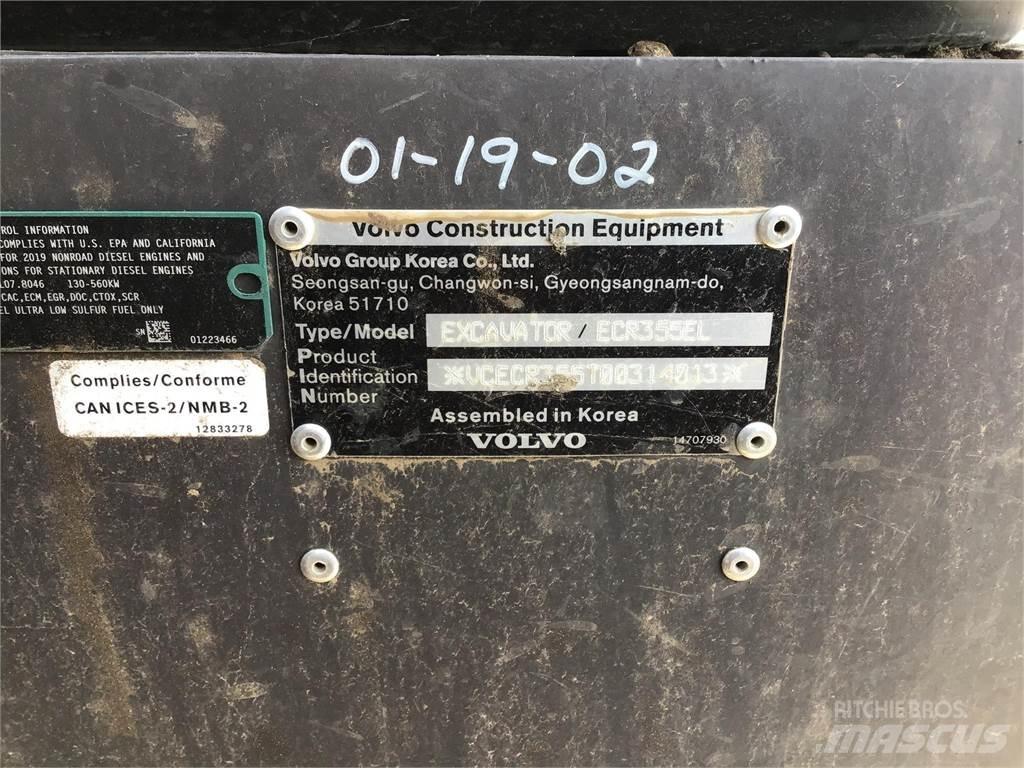 01-19-02
ROL INFORMATION
COMPLIES WITH U.S. EPA AND CALIFORNIA
FOR 2019 NONROAD DIESEL ENGINES AND
ONS FOR STATIONARY DIESEL ENGINES
L07.8046 130-560KW
CAC,ECM,EGR,DOC,CTOX,SCR
EL ULTRA LOW SULFUR FUEL ONLY
SN
01223466
Complies/Conforme
CAN ICES-2/NMB-2
12833278
Volvo Construction Equipment
Volvo Group Korea Co., Ltd.
Seongsan-gu, Changwon-si, Gyeongsangnam-do,
Korea 51710
Type/Model EXCAVATOR / ECR355EL
Product
Identification *VCECR355T00314013*
Number
Assembled in Korea
VOLVO
14707930
RITCHIE BROS.
MASCUS